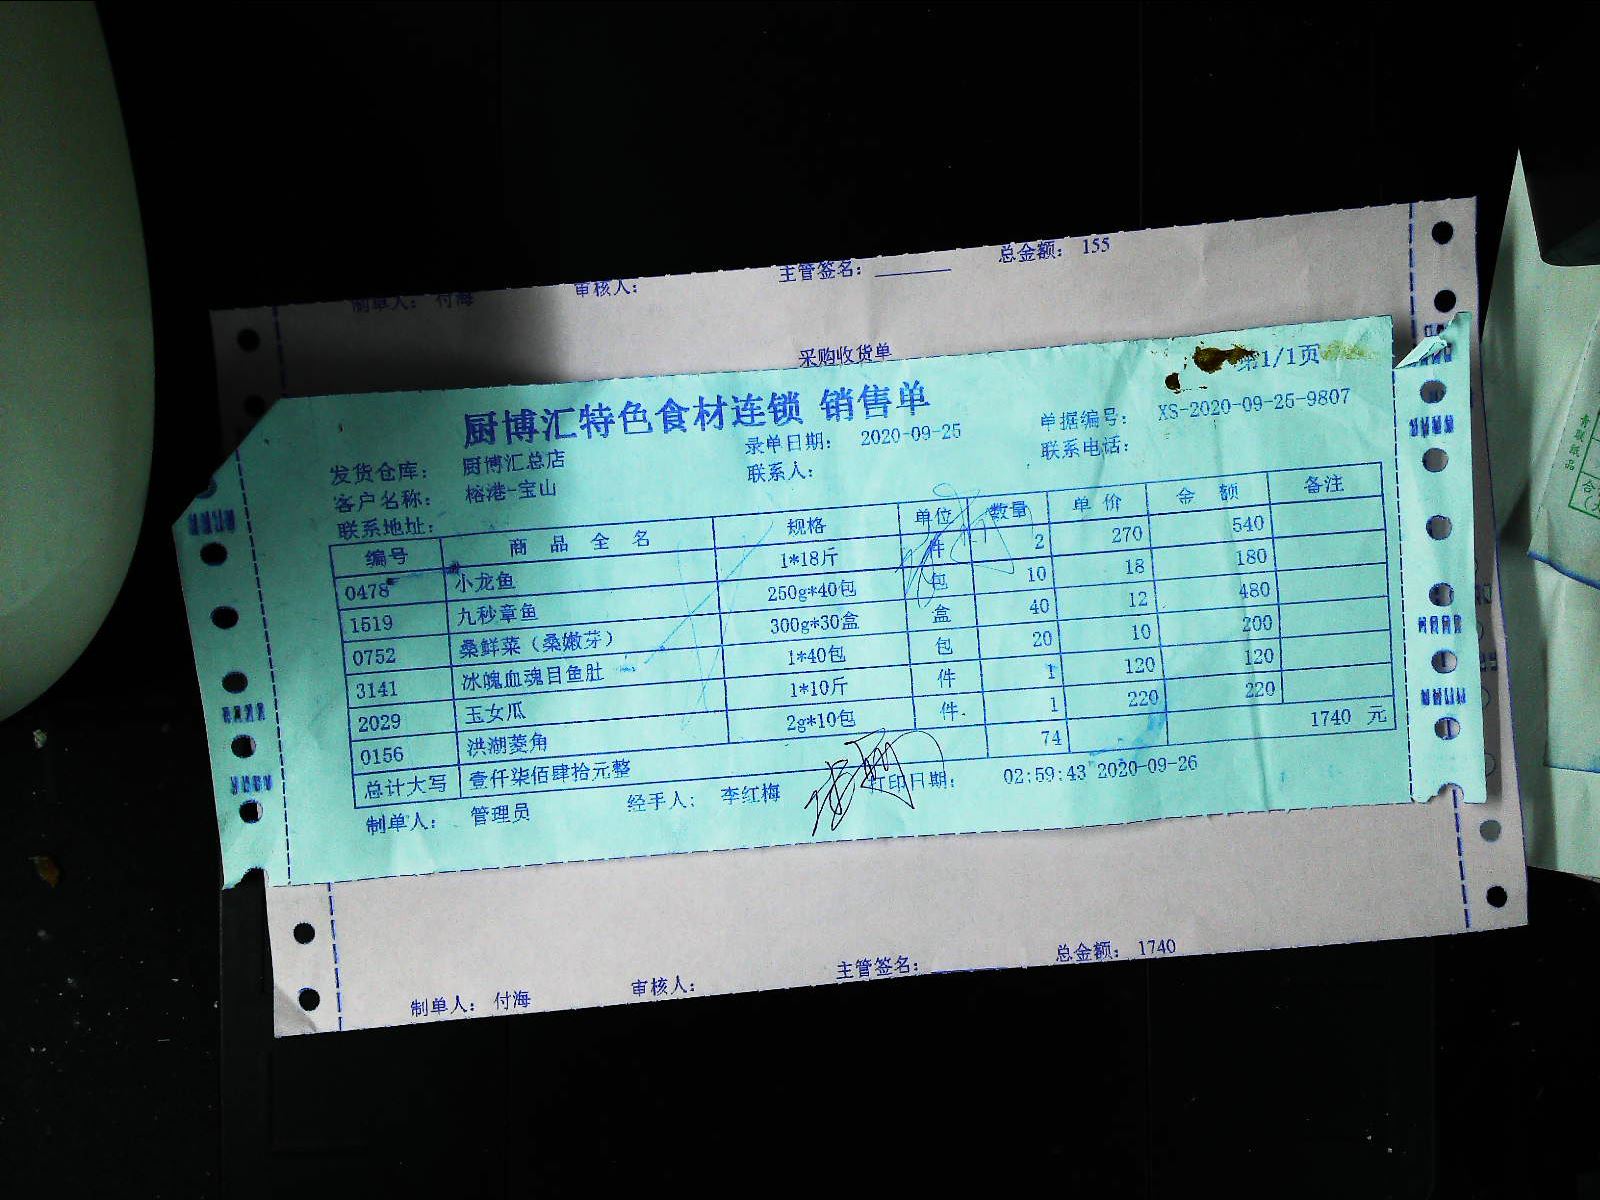 制单人： 付海 审核人： 主管签名： 总金额： 155
采购收货单
第1/1页
厨博汇特色食材连锁 销售单
录单日期： 2020-09-25 单据编号： XS-2020-09-25-9807
发货仓库： 厨博汇总店 联系人： 联系电话：
客户名称： 榕港-宝山
联系地址：
编号 商品全名 规格 单位 数量 单价 金额 备注
0478 小龙鱼 1*18斤 件 2 270 540
1519 九秒章鱼 250g*40包 包 10 18 180
0752 桑鲜菜（桑嫩芽） 300g*30盒 盒 40 12 480
3141 冰魄血魂目鱼肚 1*40包 包 20 10 200
2029 玉女瓜 1*10斤 件 1 120 120
0156 洪湖菱角 2g*10包 件 1 220 220
总计大写 壹仟柒佰肆拾元整 74 1740 元
制单人： 管理员 经手人： 李红梅 打印日期： 02:59:43 2020-09-26
制单人： 付海 审核人： 主管签名： 总金额： 1740
青联纸品
合